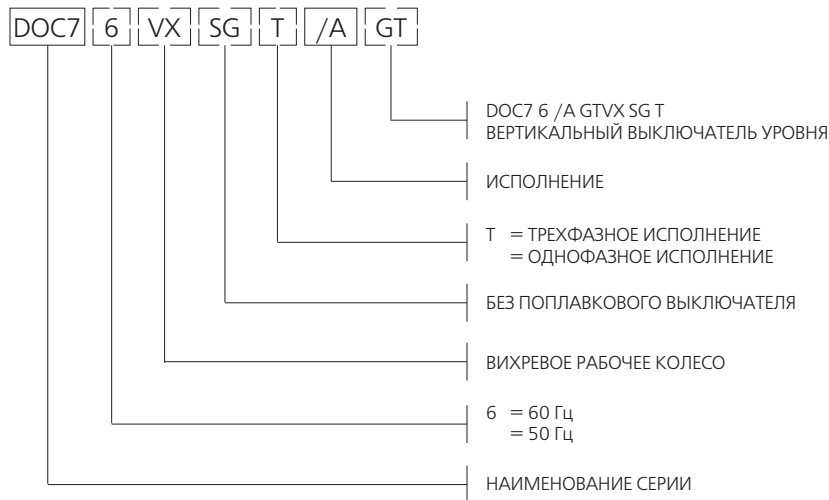 DOC7 6 VX SG T /A GT
DOC7 6 /A GTVX SG T
ВЕРТИКАЛЬНЫЙ ВЫКЛЮЧАТЕЛЬ УРОВНЯ
ИСПОЛНЕНИЕ
T = ТРЕХФАЗНОЕ ИСПОЛНЕНИЕ
= ОДНОФАЗНОЕ ИСПОЛНЕНИЕ
БЕЗ ПОПЛАВКОВОГО ВЫКЛЮЧАТЕЛЯ
ВИХРЕВОЕ РАБОЧЕЕ КОЛЕСО
6 = 60 Гц
= 50 Гц
НАИМЕНОВАНИЕ СЕРИИ